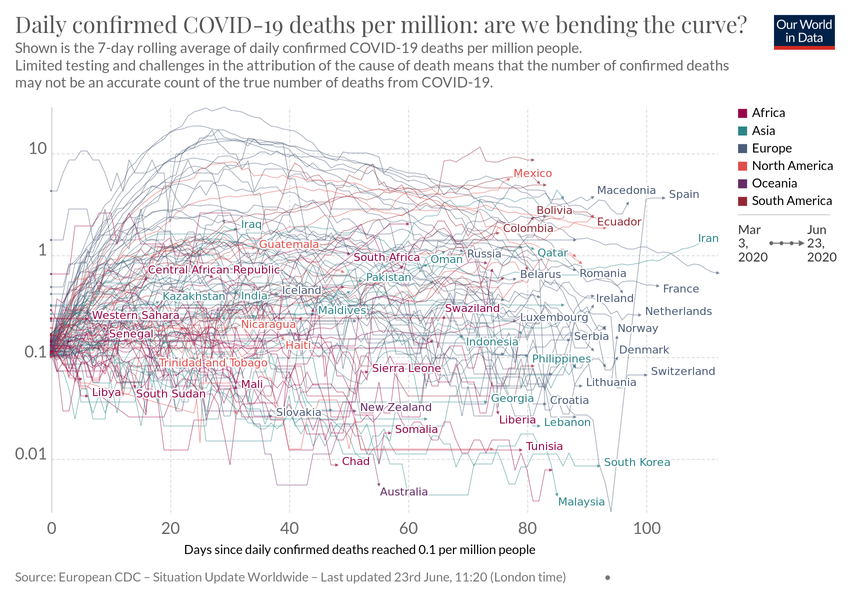 Daily confirmed COVID-19 deaths per million: are we bending the curve?
Our World
in Data
Shown is the 7-day rolling average of daily confirmed COVID-19 deaths per million people.
Limited testing and challenges in the attribution of the cause of death means that the number of confirmed deaths
may not be an accurate count of the true number of deaths from COVID-19.
Africa
Asia
Europe
North America
Oceania
South America
Mar
3,
2020
Jun
23,
2020
10
1
0.1
0.01
Mexico
Macedonia
Spain
Bolivia
Ecuador
Iraq
Colombia
Iran
Guatemala
South Africa
Oman
Russia
Qatar
Central African Republic
Pakistan
Belarus
Romania
Kazakhstan
India
Iceland
Ireland
France
Western Sahara
Maldives
Swaziland
Luxembourg
Netherlands
Senegal
Nicaragua
Serbia
Norway
Haiti
Indonesia
Denmark
Trinidad and Tobago
Sierra Leone
Philippines
Switzerland
Libya
South Sudan
Mali
Lithuania
Slovakia
New Zealand
Georgia
Croatia
Somalia
Liberia
Lebanon
Tunisia
Chad
South Korea
Australia
Malaysia
0
20
40
60
80
100
Days since daily confirmed deaths reached 0.1 per million people
Source: European CDC – Situation Update Worldwide – Last updated 23rd June, 11:20 (London time)